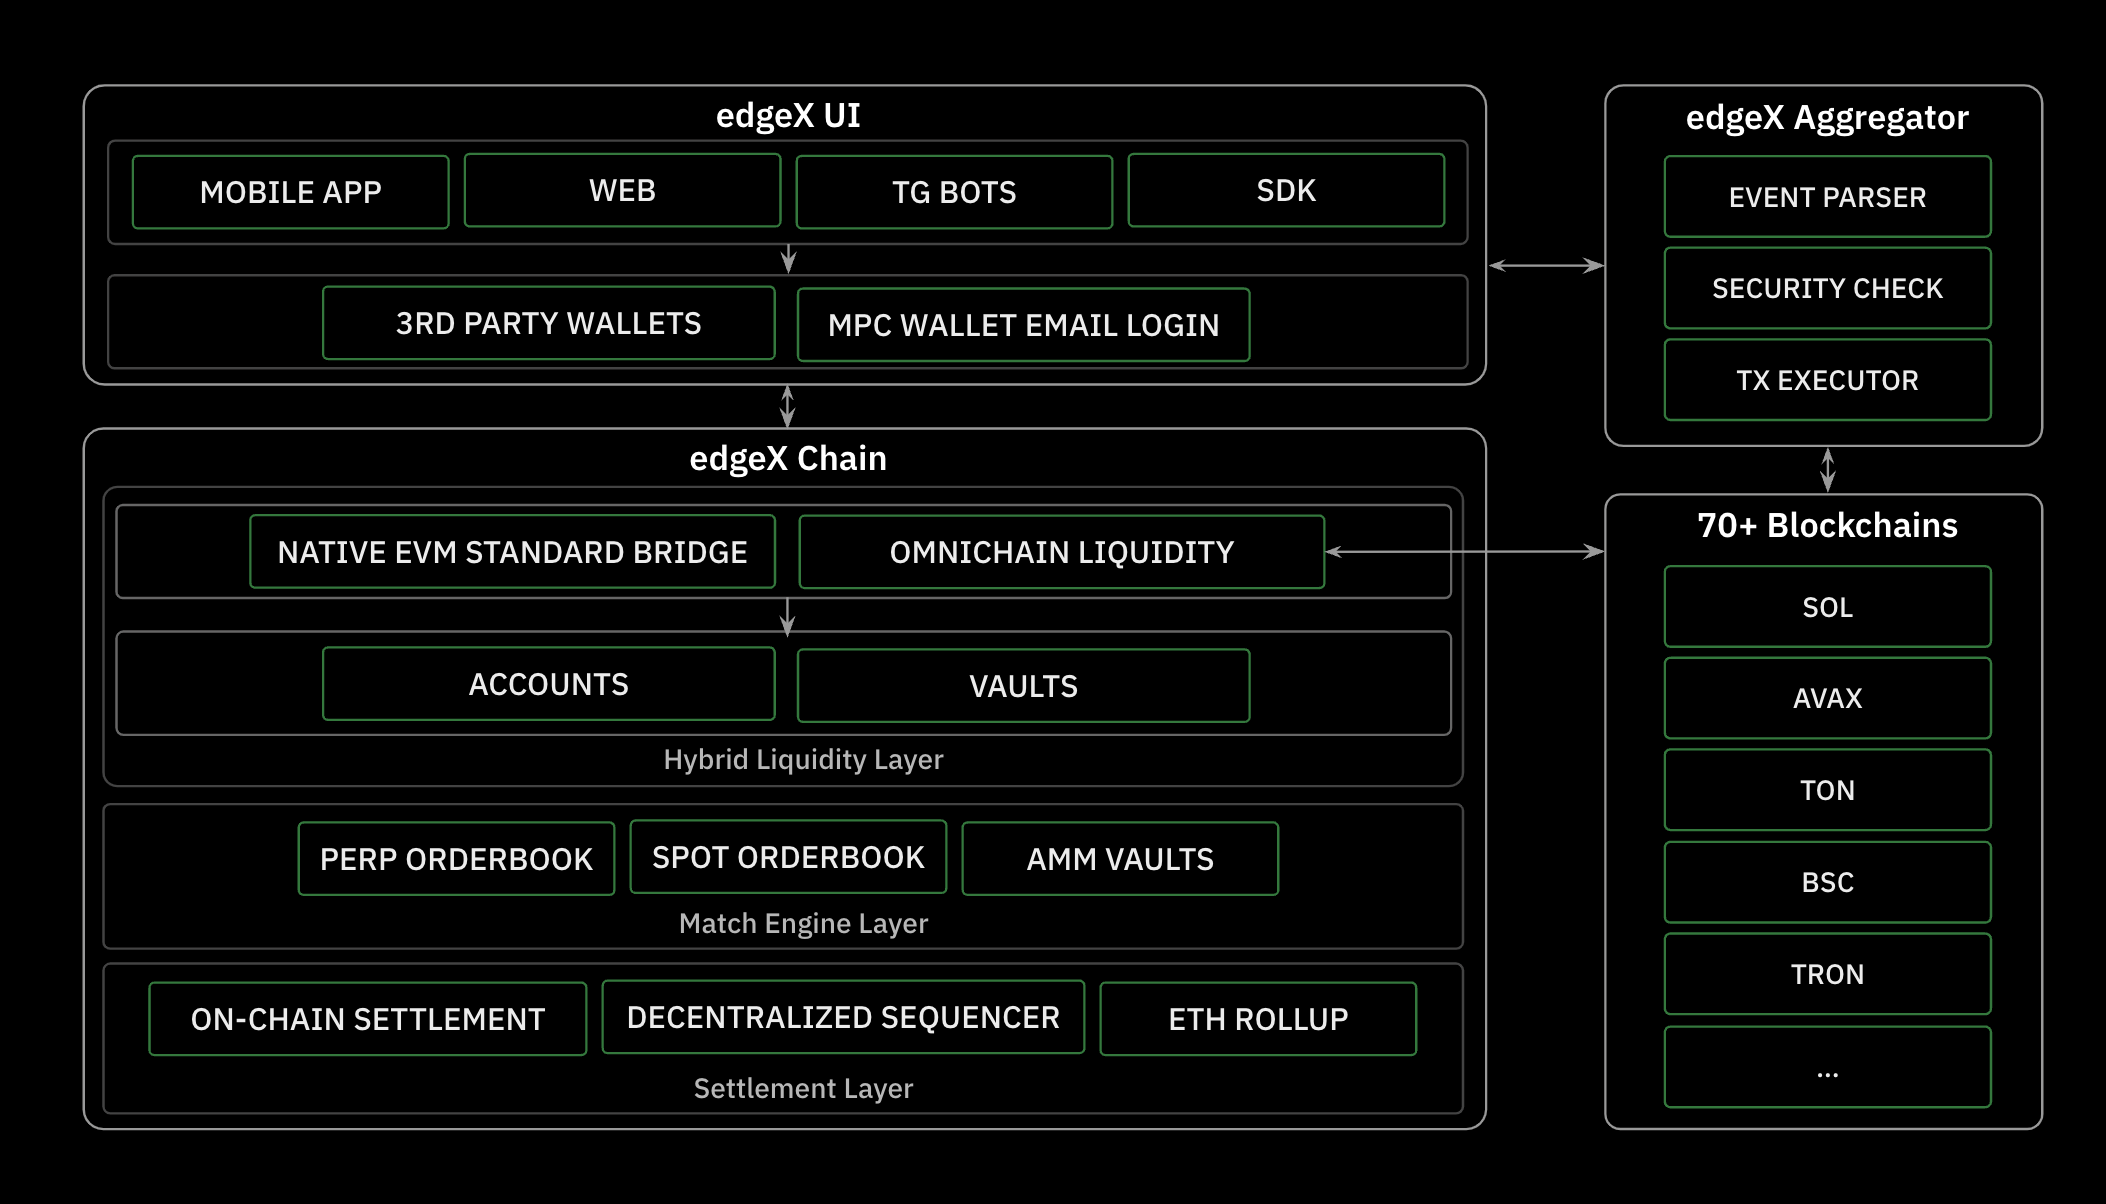 edgeX UI
MOBILE APP
WEB
TG BOTS
SDK
3RD PARTY WALLETS
MPC WALLET EMAIL LOGIN
edgeX Chain
NATIVE EVM STANDARD BRIDGE
OMNICHAIN LIQUIDITY
ACCOUNTS
VAULTS
Hybrid Liquidity Layer
PERP ORDERBOOK
SPOT ORDERBOOK
AMM VAULTS
Match Engine Layer
ON-CHAIN SETTLEMENT
DECENTRALIZED SEQUENCER
ETH ROLLUP
Settlement Layer
edgeX Aggregator
EVENT PARSER
SECURITY CHECK
TX EXECUTOR
70+ Blockchains
SOL
AVAX
TON
BSC
TRON
...